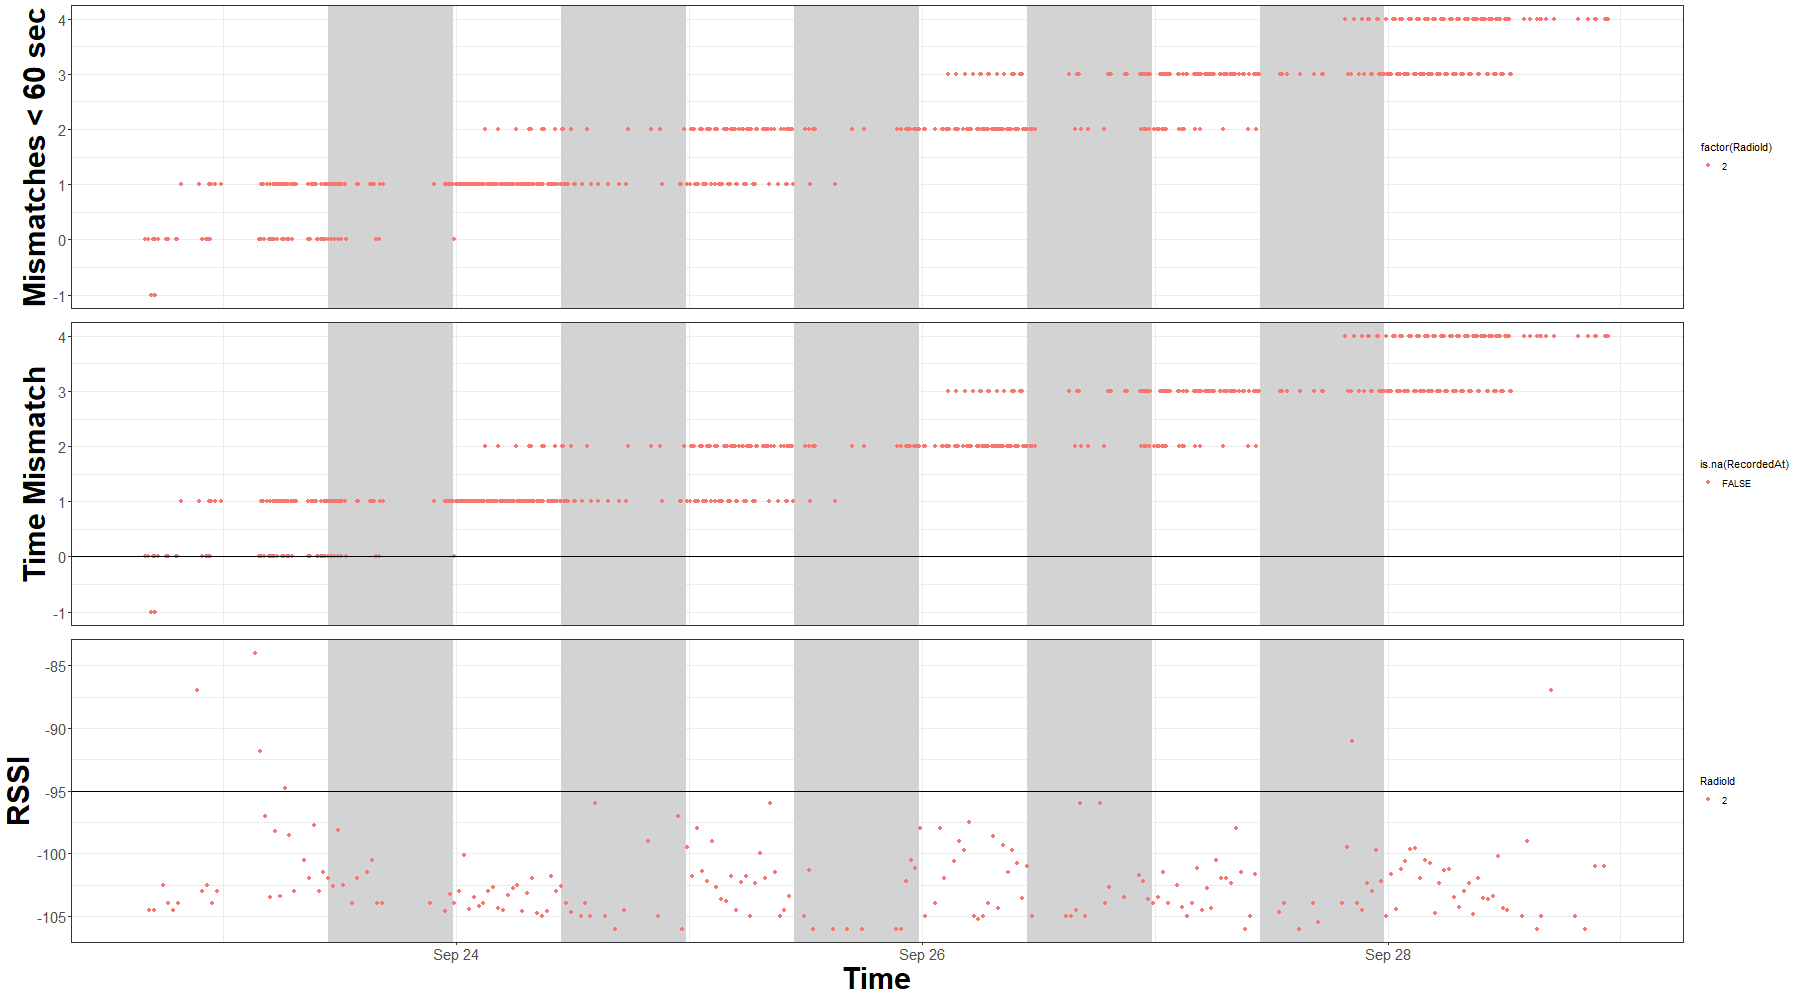 Mismatches < 60 sec
4
3
2
1
0
-1
factor(RadioId)
2
Time Mismatch
4
3
2
1
0
-1
is.na(RecordedAt)
FALSE
RSSI
-85
-90
-95
-100
-105
RadioId
2
Sep 24
Sep 26
Sep 28
Time